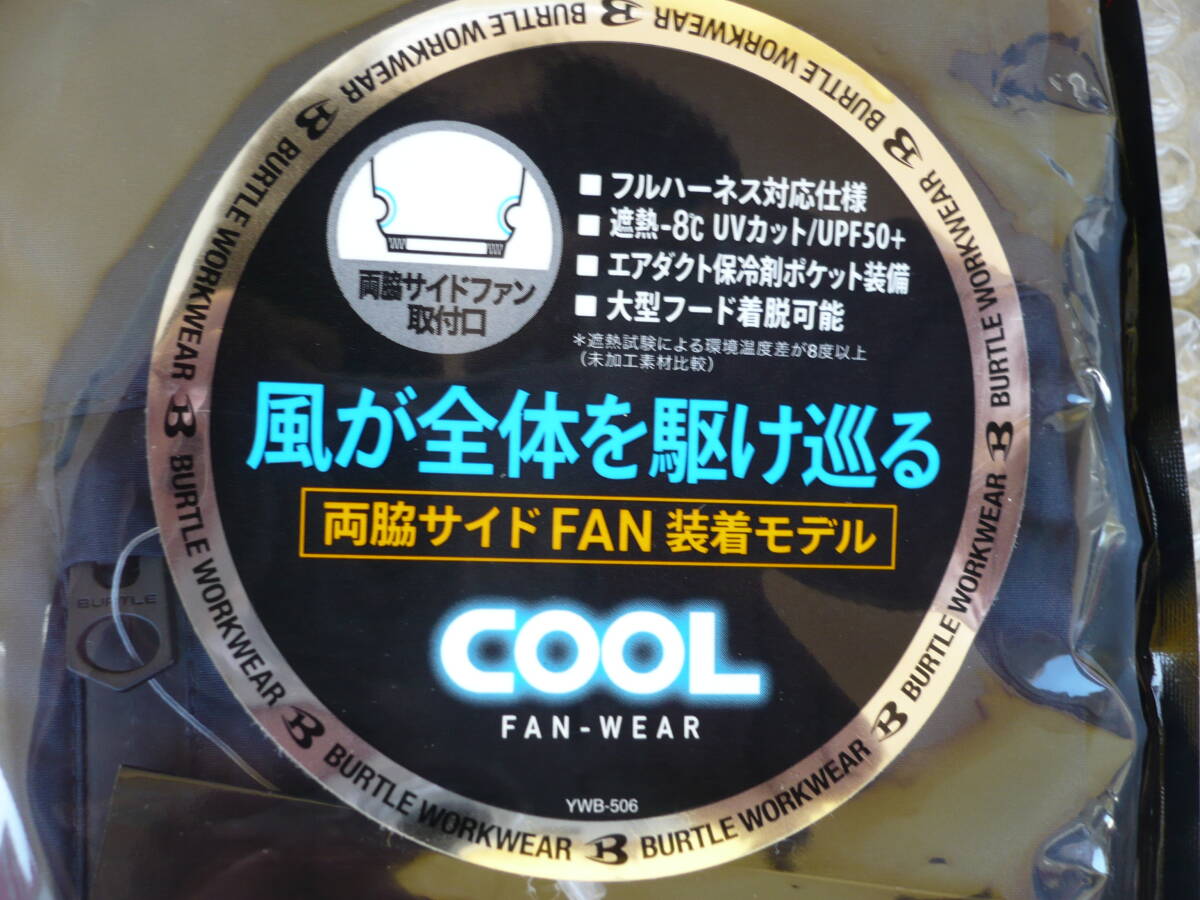 BURTLE WORKWEAR B BURTLE WORKWEAR B BURTLE WORKWEAR B BURTLE WORKWEAR B BURTLE WORKWEAR B BURTLE WORKWEAR B BURTLE WORKWEAR B BURTLE WORKWEAR B
両脇サイドファン
取付口
■ フルハーネス対応仕様
■ 遮熱-8℃ UVカット/UPF50+
■ エアダクト保冷剤ポケット装備
■ 大型フード着脱可能
＊遮熱試験による環境温度差が8度以上
（未加工素材比較）
風が全体を駆け巡る
両脇サイドFAN 装着モデル
BURTLE
COOL
FAN-WEAR
YWB-506